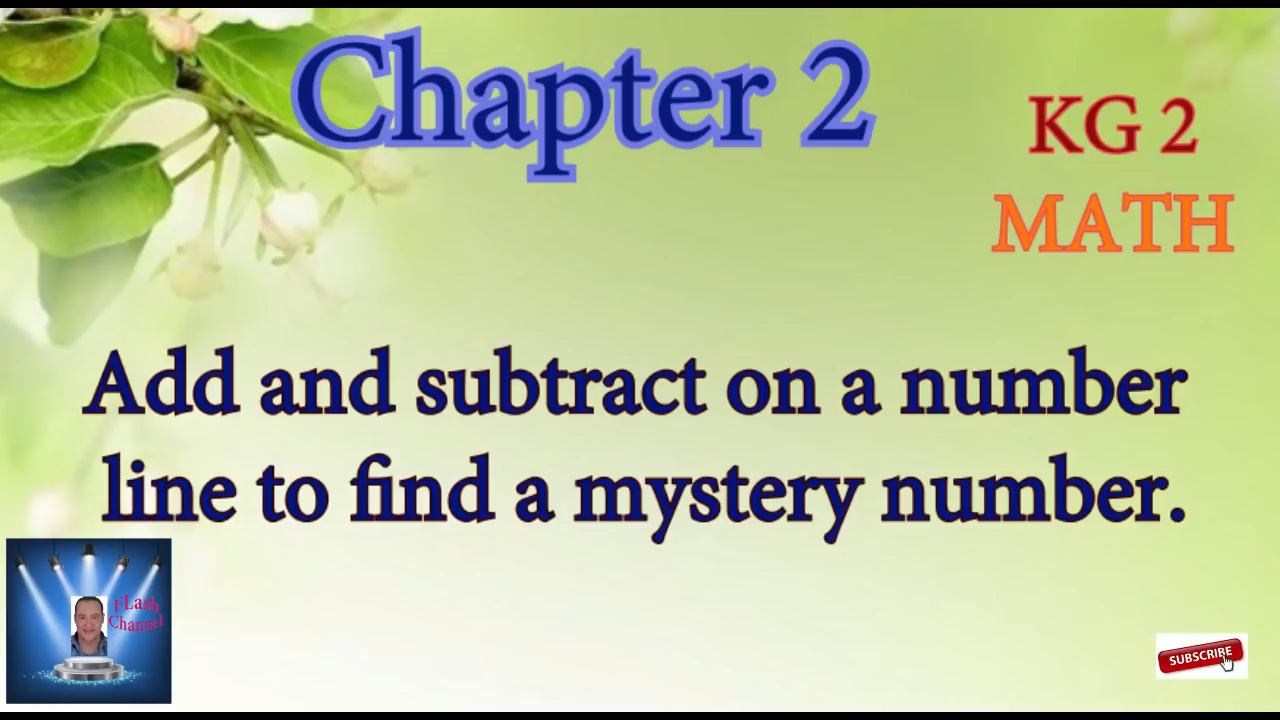 Chapter 2
KG 2
MATH
Add and subtract on a number
line to find a mystery number.
FLash
Channel
SUBSCRIBE